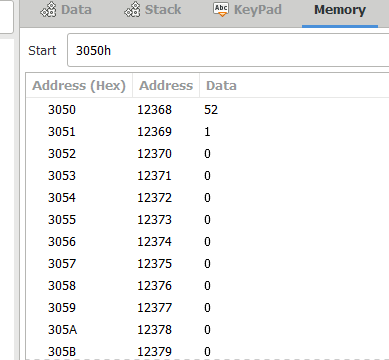 Data Stack Abc KeyPad Memory
Start 3050h
Address (Hex) Address Data
3050 12368 52
3051 12369 1
3052 12370 0
3053 12371 0
3054 12372 0
3055 12373 0
3056 12374 0
3057 12375 0
3058 12376 0
3059 12377 0
305A 12378 0
305B 12379 0